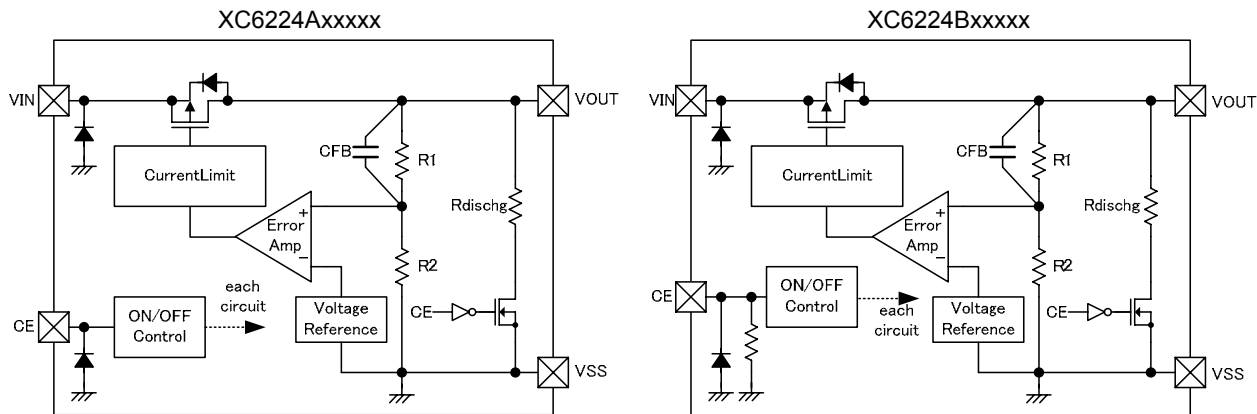 XC6224Axxxxx
VIN
VOUT
CFB
R1
CurrentLimit
Rdischg
+
Error
Amp
−
R2
each
circuit
CE
ON/OFF
Control
Voltage
Reference
CE
VSS
XC6224Bxxxxx
VIN
VOUT
CFB
R1
CurrentLimit
Rdischg
+
Error
Amp
−
R2
CE
ON/OFF
Control
each
circuit
Voltage
Reference
CE
VSS